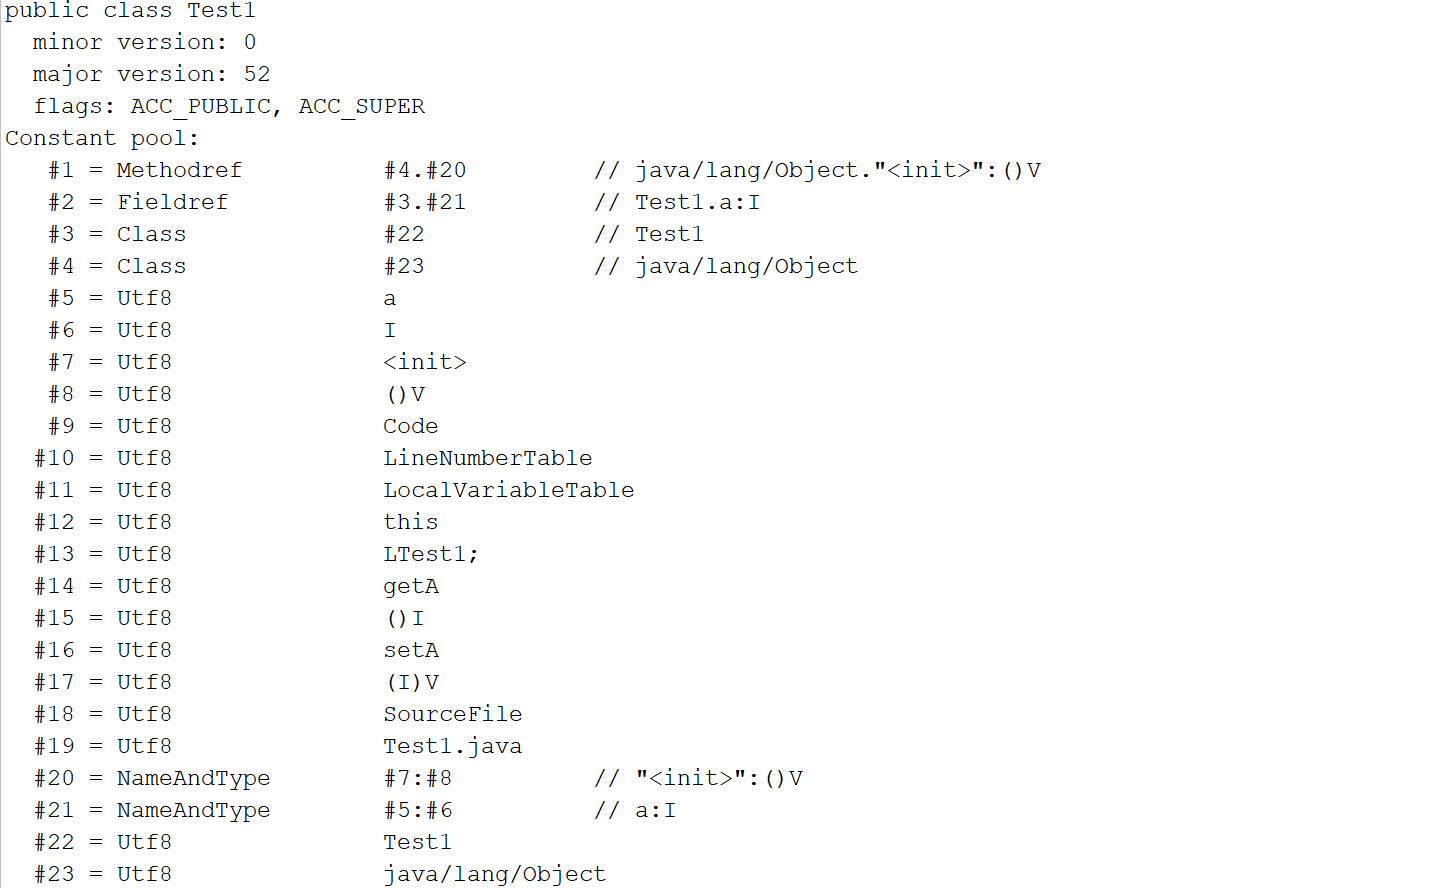 public class Test1
  minor version: 0
  major version: 52
  flags: ACC_PUBLIC, ACC_SUPER
Constant pool:
   #1 = Methodref          #4.#20         // java/lang/Object."<init>":()V
   #2 = Fieldref           #3.#21         // Test1.a:I
   #3 = Class              #22            // Test1
   #4 = Class              #23            // java/lang/Object
   #5 = Utf8               a
   #6 = Utf8               I
   #7 = Utf8               <init>
   #8 = Utf8               ()V
   #9 = Utf8               Code
  #10 = Utf8               LineNumberTable
  #11 = Utf8               LocalVariableTable
  #12 = Utf8               this
  #13 = Utf8               LTest1;
  #14 = Utf8               getA
  #15 = Utf8               ()I
  #16 = Utf8               setA
  #17 = Utf8               (I)V
  #18 = Utf8               SourceFile
  #19 = Utf8               Test1.java
  #20 = NameAndType        #7:#8          // "<init>":()V
  #21 = NameAndType        #5:#6          // a:I
  #22 = Utf8               Test1
  #23 = Utf8               java/lang/Object